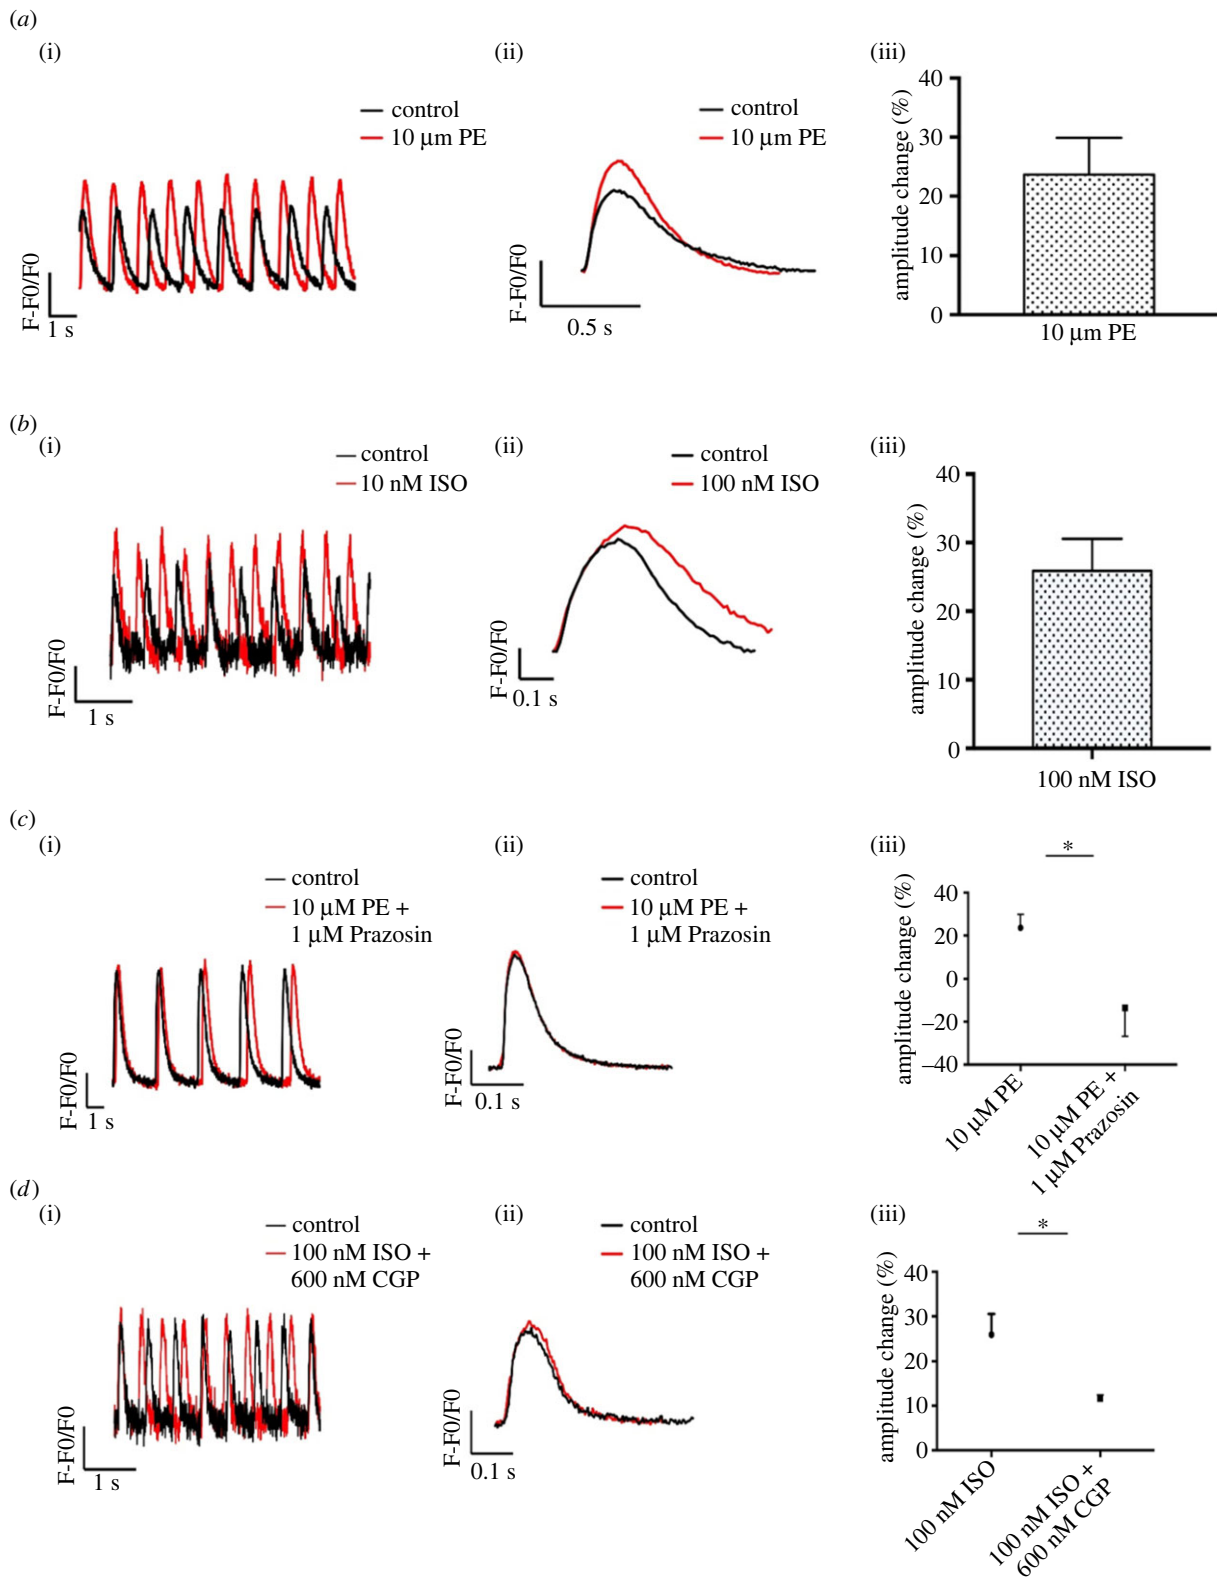 (a)
(i)
(ii)
(iii)
control
10 μm PE
F-F0/F0
1 s
control
10 μm PE
F-F0/F0
0.5 s
amplitude change (%)
40
30
20
10
0
10 μm PE
(b)
(i)
(ii)
(iii)
control
10 nM ISO
F-F0/F0
1 s
control
100 nM ISO
F-F0/F0
0.1 s
amplitude change (%)
40
30
20
10
0
100 nM ISO
(c)
(i)
(ii)
(iii)
control
10 μM PE +
1 μM Prazosin
F-F0/F0
1 s
control
10 μM PE +
1 μM Prazosin
F-F0/F0
0.1 s
*
amplitude change (%)
40
20
0
–20
–40
10 μM PE
10 μM PE +
1 μM Prazosin
(d)
(i)
(ii)
(iii)
control
100 nM ISO +
600 nM CGP
F-F0/F0
1 s
control
100 nM ISO +
600 nM CGP
F-F0/F0
0.1 s
*
amplitude change (%)
40
30
20
10
0
100 nM ISO
100 nM ISO +
600 nM CGP